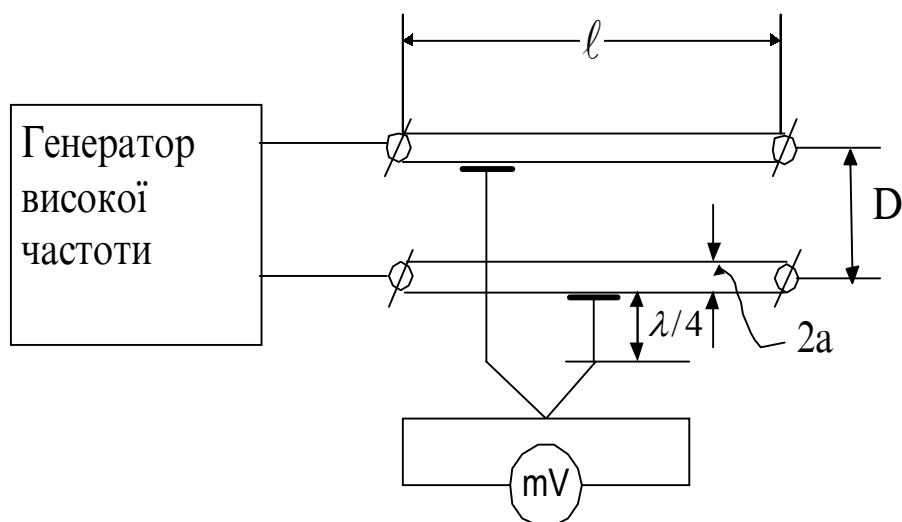 ℓ
Генератор
високої
частоти
D
λ/4
2a
mV